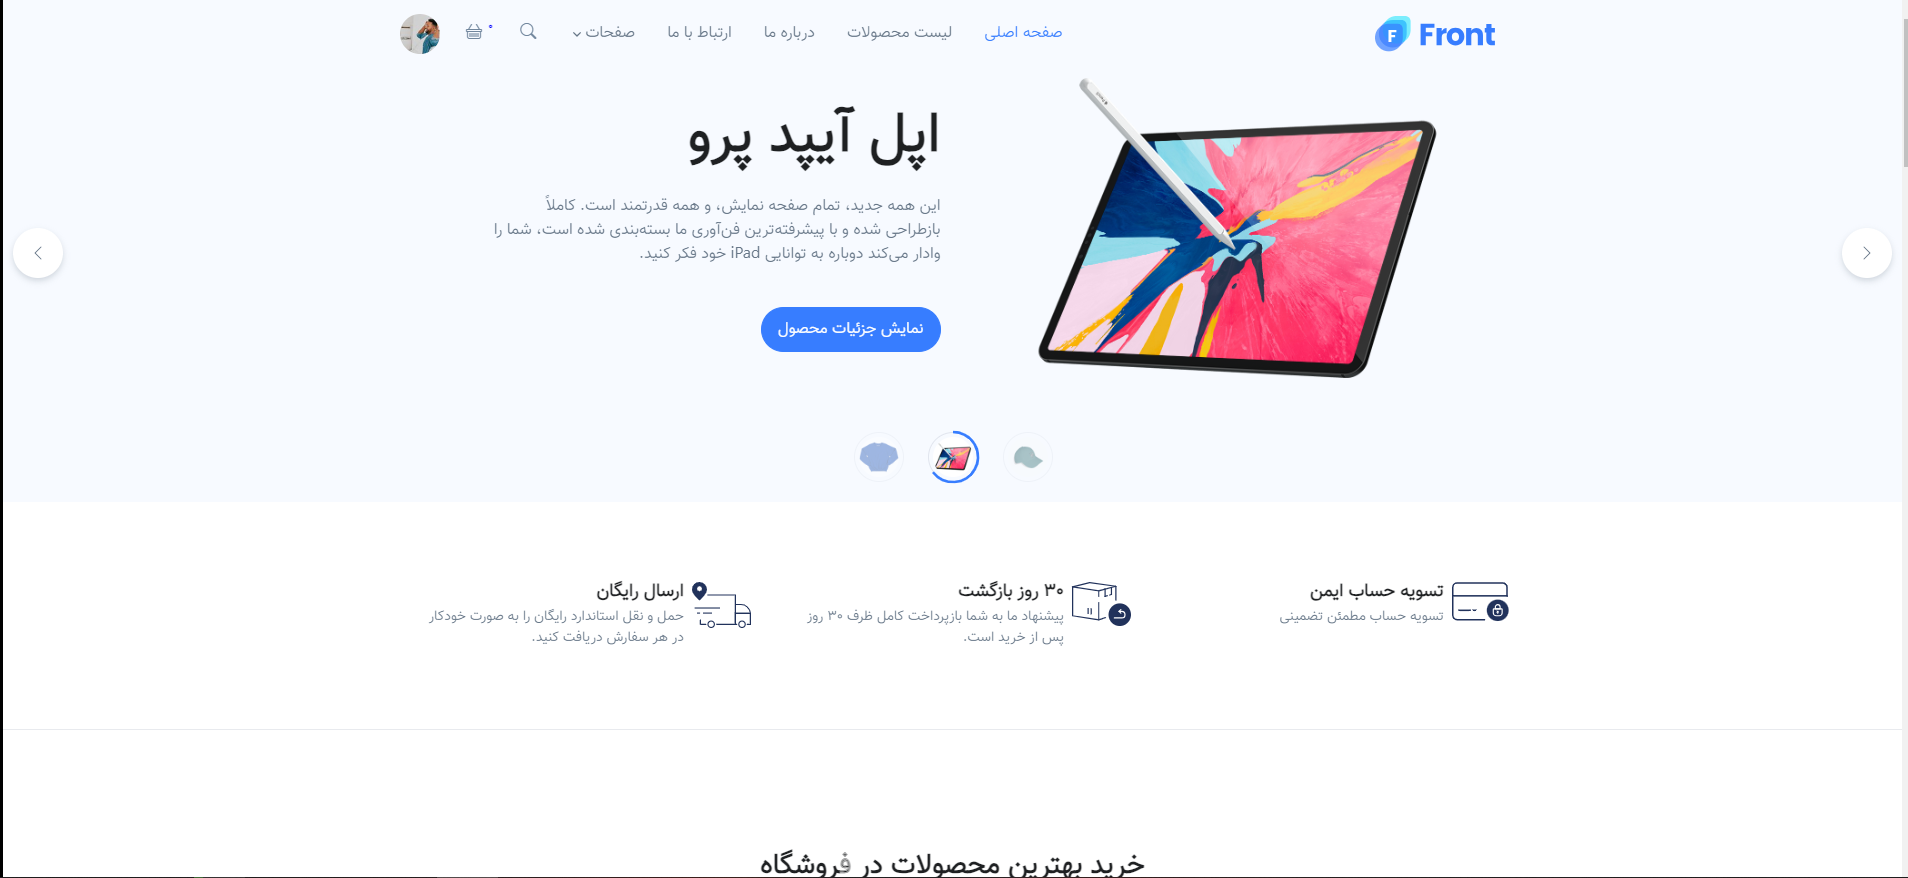 Front
صفحه اصلی
لیست محصولات
درباره ما
ارتباط با ما
صفحات
۰
اپل آیپد پرو
این همه جدید، تمام صفحه نمایش، و همه قدرتمند است. کاملاً
بازطراحی شده و با پیشرفته‌ترین فن‌آوری ما بسته‌بندی شده است، شما را
وادار می‌کند دوباره به توانایی iPad خود فکر کنید.
نمایش جزئیات محصول
تسویه حساب ایمن
تسویه حساب مطمئن تضمینی
۳۰ روز بازگشت
پیشنهاد ما به شما بازپرداخت کامل ظرف ۳۰ روز
پس از خرید است.
ارسال رایگان
حمل و نقل استاندارد رایگان را به صورت خودکار
در هر سفارش دریافت کنید.
خرید بهترین محصولات در فروشگاه